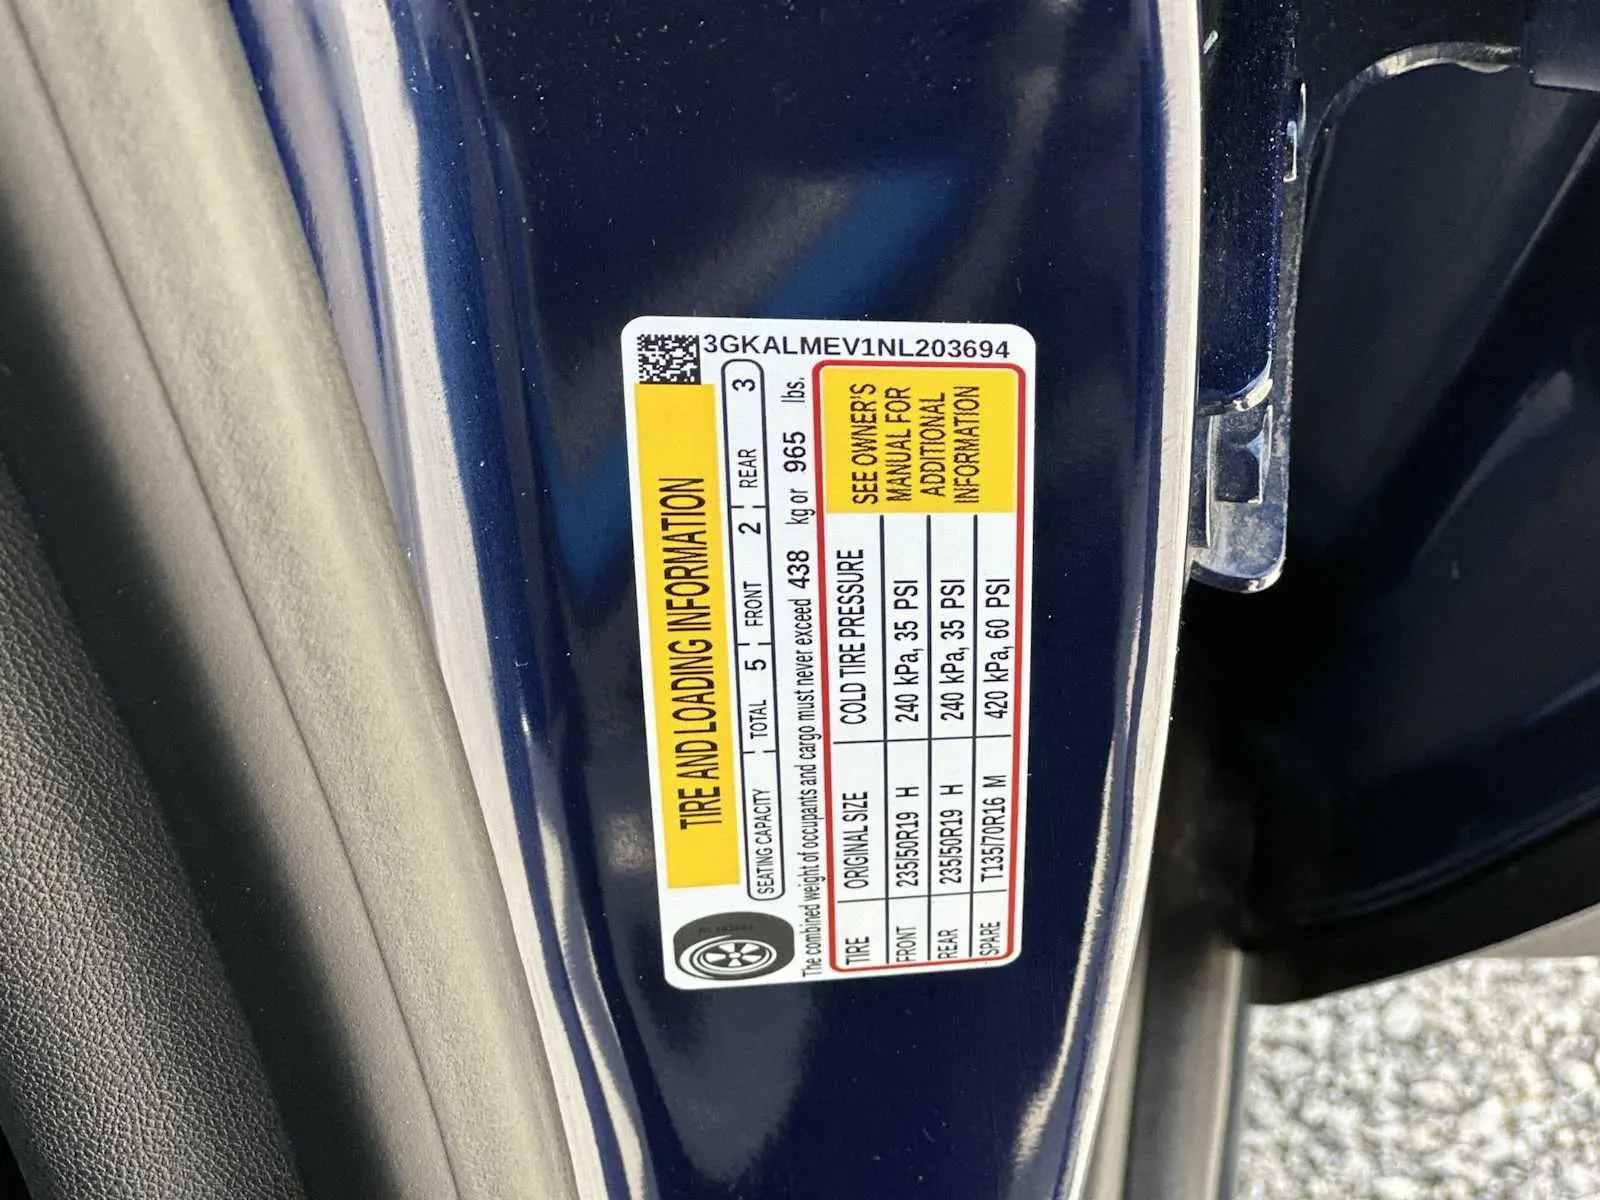 3GKALMEV1NL203694
TIRE AND LOADING INFORMATION
SEATING CAPACITY TOTAL 5 FRONT 2 REAR 3
The combined weight of occupants and cargo must never exceed 438 kg or 965 lbs.
TIRE ORIGINAL SIZE COLD TIRE PRESSURE
FRONT 235/50R19 H 240 kPa, 35 PSI
REAR 235/50R19 H 240 kPa, 35 PSI
SPARE T135/70R16 M 420 kPa, 60 PSI
SEE OWNER'S
MANUAL FOR
ADDITIONAL
INFORMATION